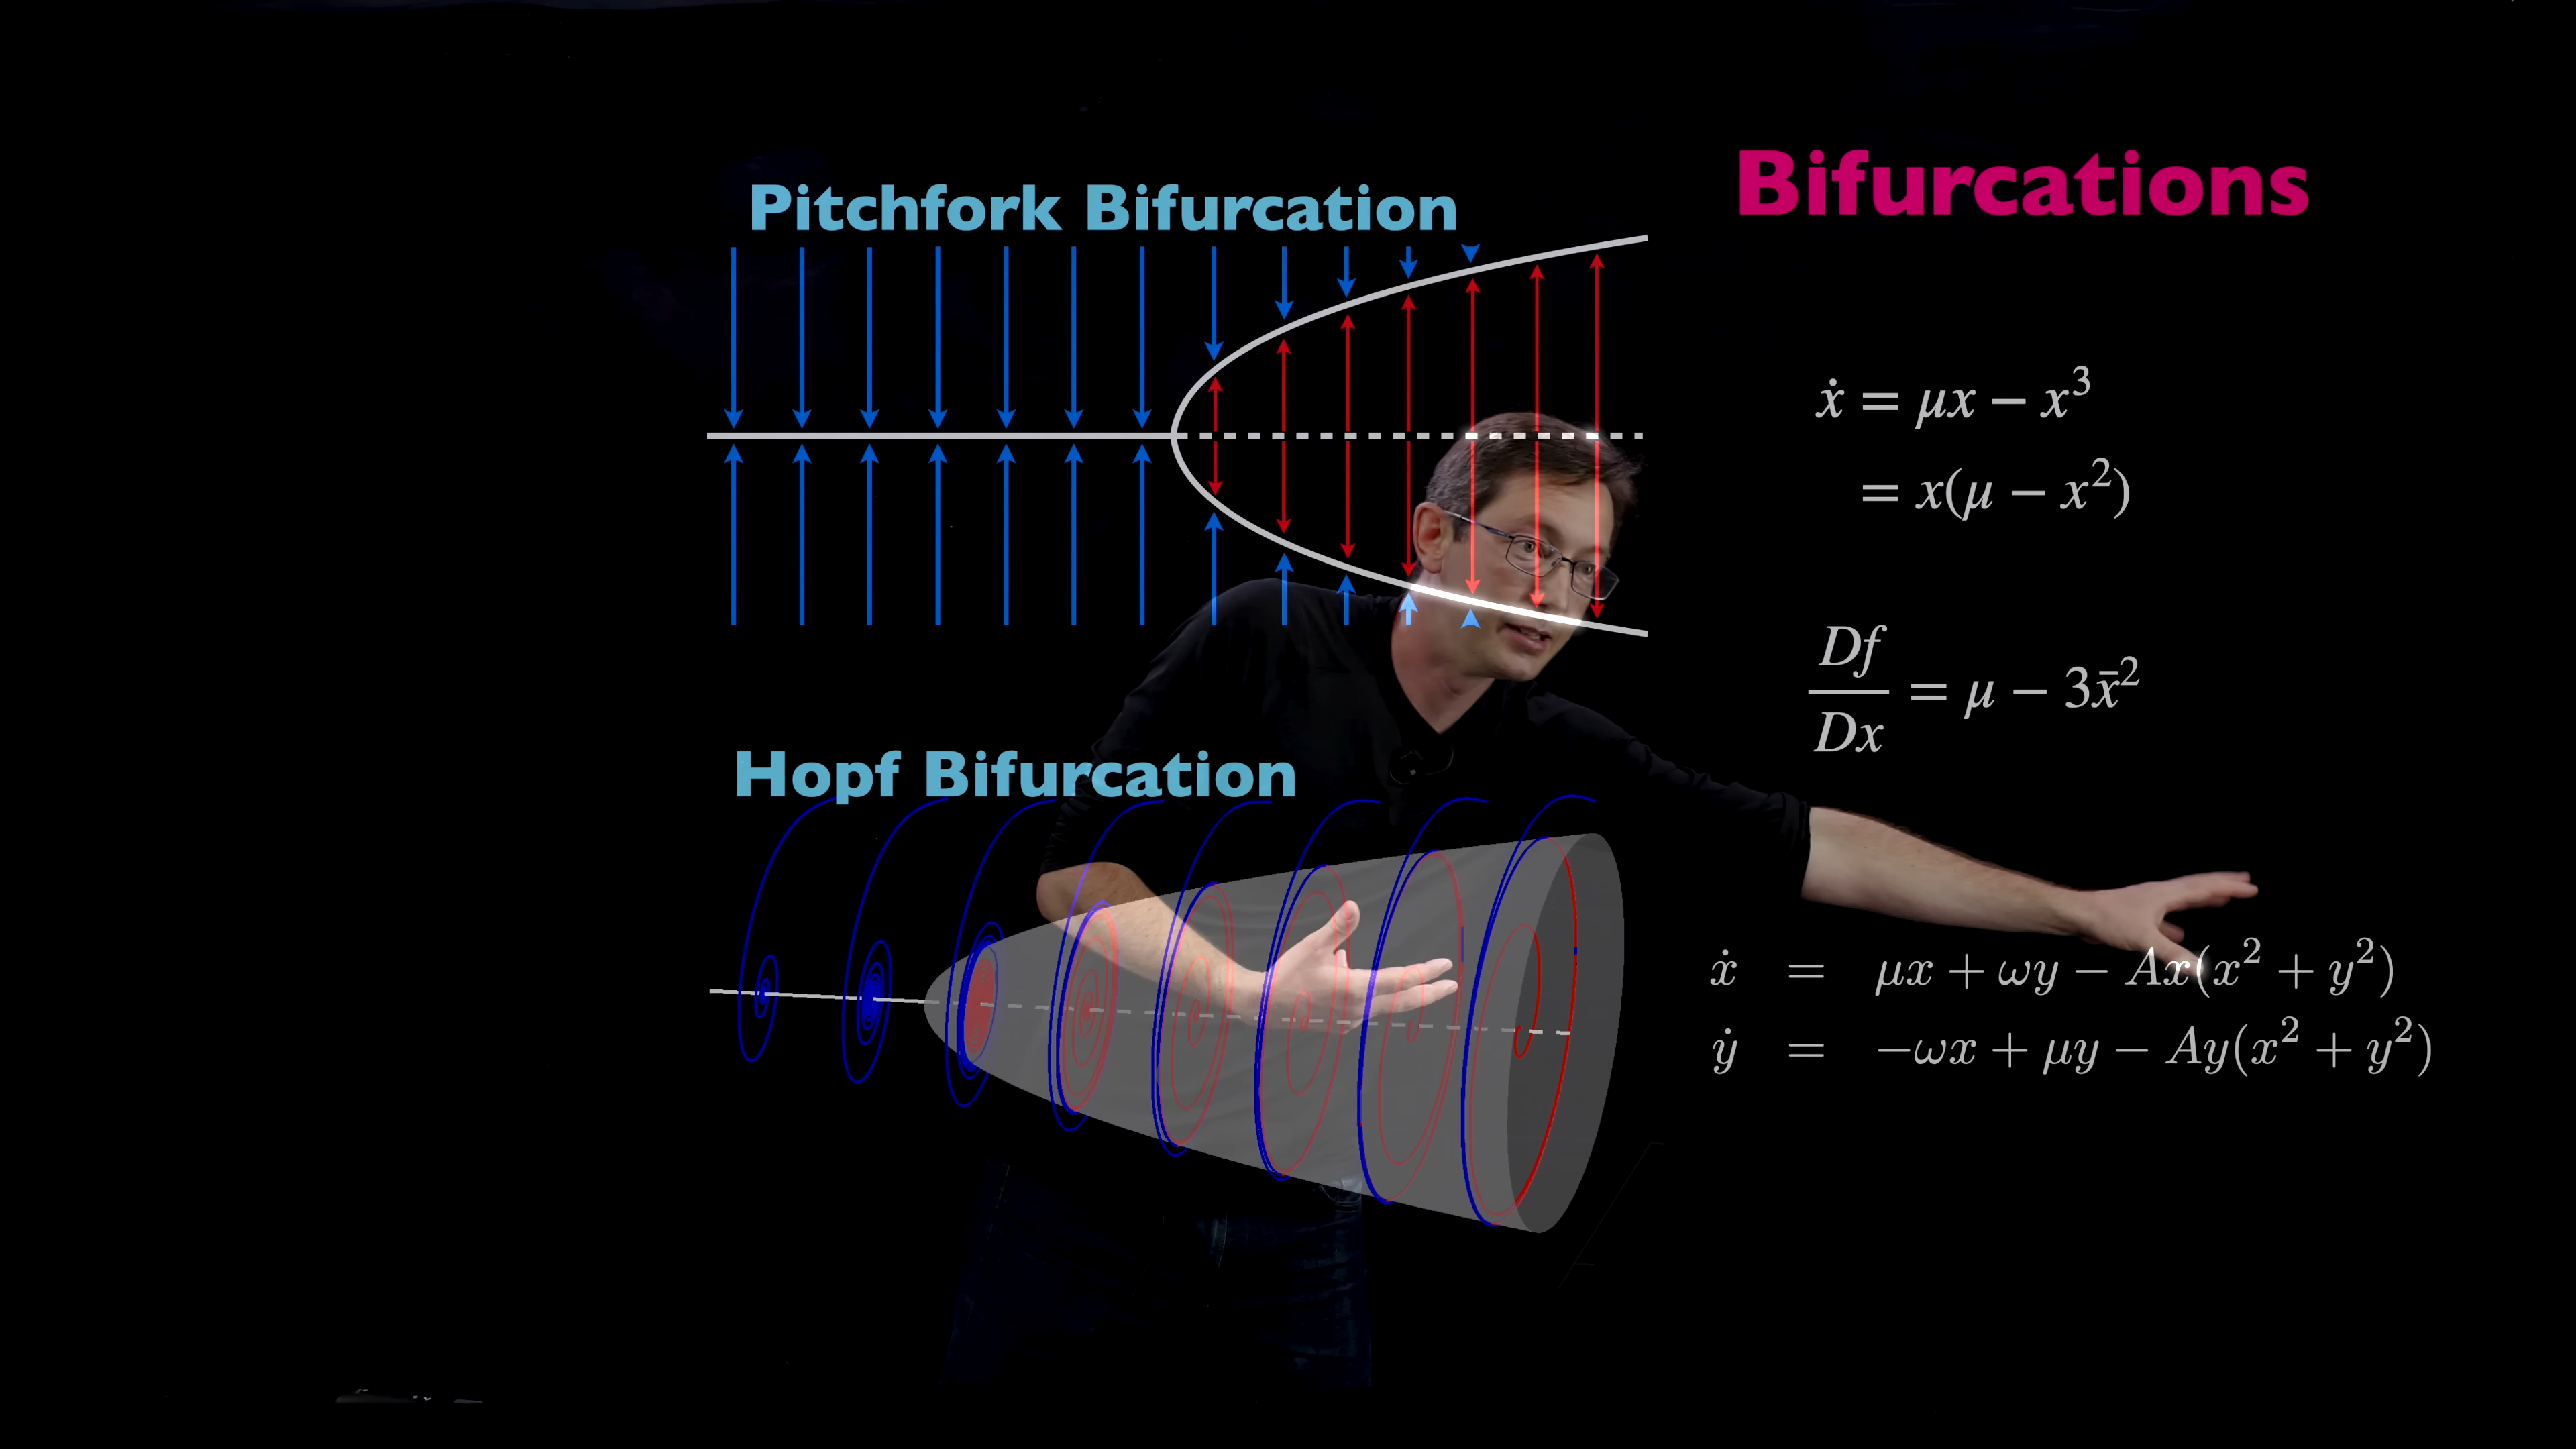 Bifurcations
Pitchfork Bifurcation
ẋ = μx − x³
= x(μ − x²)
Df/Dx = μ − 3x̄²
Hopf Bifurcation
ẋ = μx + ωy − Ax(x² + y²)
ẏ = −ωx + μy − Ay(x² + y²)